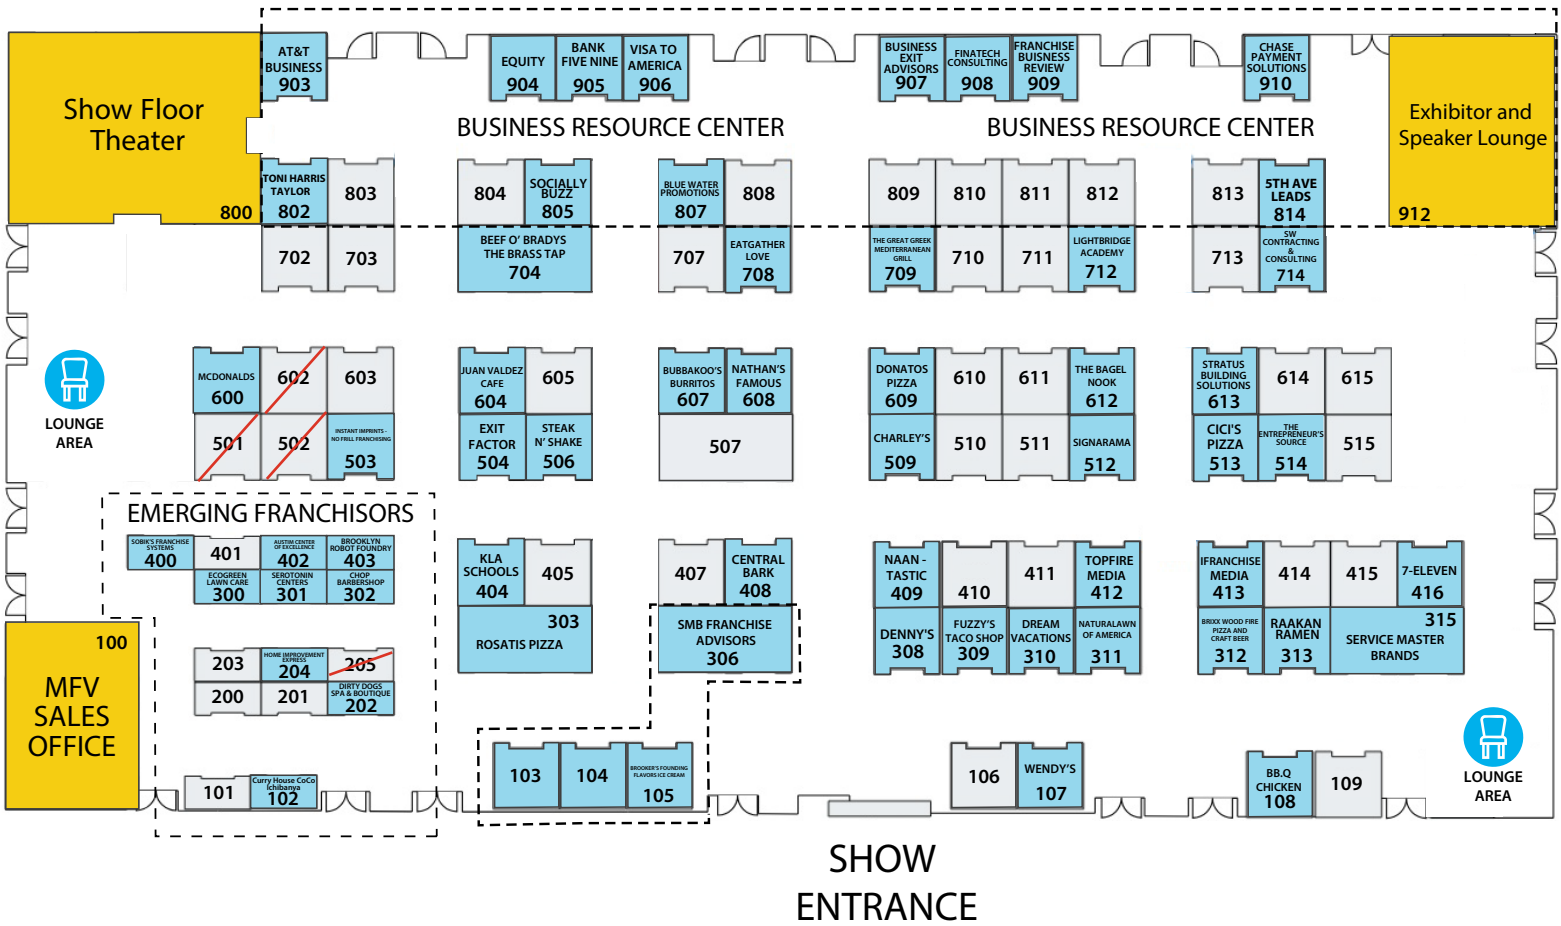 Show Floor
Theater
800
AT&T
BUSINESS
903
EQUITY
904
BANK
FIVE NINE
905
VISA TO
AMERICA
906
BUSINESS
EXIT
ADVISORS
907
FINATECH
CONSULTING
908
FRANCHISE
BUISNESS
REVIEW
909
CHASE
PAYMENT
SOLUTIONS
910
Exhibitor and
Speaker Lounge
912
BUSINESS RESOURCE CENTER
BUSINESS RESOURCE CENTER
TONI HARRIS
TAYLOR
802
803
804
SOCIALLY
BUZZ
805
BLUE WATER
PROMOTIONS
807
808
809
810
811
812
813
5TH AVE
LEADS
814
702
703
BEEF O' BRADYS
THE BRASS TAP
704
707
EATGATHER
LOVE
708
THE GREAT GREEK
MEDITERRANEAN
GRILL
709
710
711
LIGHTBRIDGE
ACADEMY
712
713
SW
CONTRACTING
&
CONSULTING
714
LOUNGE
AREA
MCDONALDS
600
602
603
JUAN VALDEZ
CAFE
604
605
BUBBAKOO'S
BURRITOS
607
NATHAN'S
FAMOUS
608
DONATOS
PIZZA
609
610
611
THE BAGEL
NOOK
612
STRATUS
BUILDING
SOLUTIONS
613
614
615
501
502
INSTANT IMPRINTS -
NO FRILL FRANCHISING
503
EXIT
FACTOR
504
STEAK
N' SHAKE
506
507
CHARLEY'S
509
510
511
SIGNARAMA
512
CICI'S
PIZZA
513
THE
ENTREPRENEUR'S
SOURCE
514
515
EMERGING FRANCHISORS
SOBIK'S FRANCHISE
SYSTEMS
400
401
AUSTIM CENTER
OF EXCELLENCE
402
BROOKLYN
ROBOT FOUNDRY
403
ECOGREEN
LAWN CARE
300
SEROTONIN
CENTERS
301
CHOP
BARBERSHOP
302
KLA
SCHOOLS
404
405
407
CENTRAL
BARK
408
NAAN -
TASTIC
409
410
411
TOPFIRE
MEDIA
412
IFRANCHISE
MEDIA
413
414
415
7-ELEVEN
416
303
ROSATIS PIZZA
SMB FRANCHISE
ADVISORS
306
DENNY'S
308
FUZZY'S
TACO SHOP
309
DREAM
VACATIONS
310
NATURALAWN
OF AMERICA
311
BRIXX WOOD FIRE
PIZZA AND
CRAFT BEER
312
RAAKAN
RAMEN
313
315
SERVICE MASTER
BRANDS
100
MFV
SALES
OFFICE
203
HOME IMPROVEMENT
EXPRESS
204
205
200
201
DIRTY DOGS
SPA & BOUTIQUE
202
101
Curry House CoCo
Ichibanya
102
103
104
BROOKER'S FOUNDING
FLAVORS ICE CREAM
105
106
WENDY'S
107
BB.Q
CHICKEN
108
109
LOUNGE
AREA
SHOW
ENTRANCE